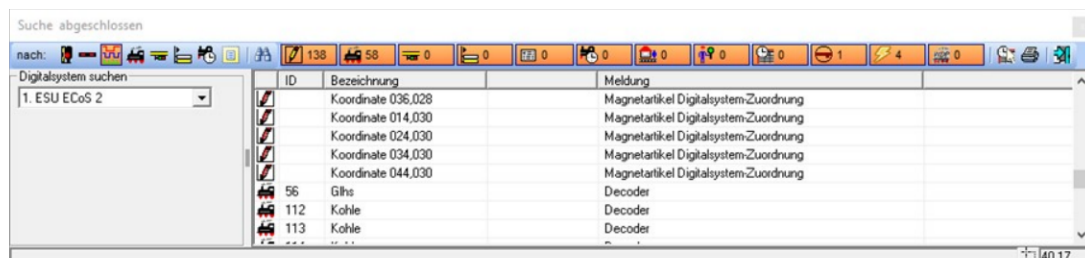 Suche abgeschlossen
nach: 138 58 0 0 0 0 0 0 0 1 4 0
Digitalsystem suchen
1. ESU ECoS 2
ID Bezeichnung Meldung
Koordinate 036,028 Magnetartikel Digitalsystem-Zuordnung
Koordinate 014,030 Magnetartikel Digitalsystem-Zuordnung
Koordinate 024,030 Magnetartikel Digitalsystem-Zuordnung
Koordinate 034,030 Magnetartikel Digitalsystem-Zuordnung
Koordinate 044,030 Magnetartikel Digitalsystem-Zuordnung
56 Glhs Decoder
112 Kohle Decoder
113 Kohle Decoder
40,17